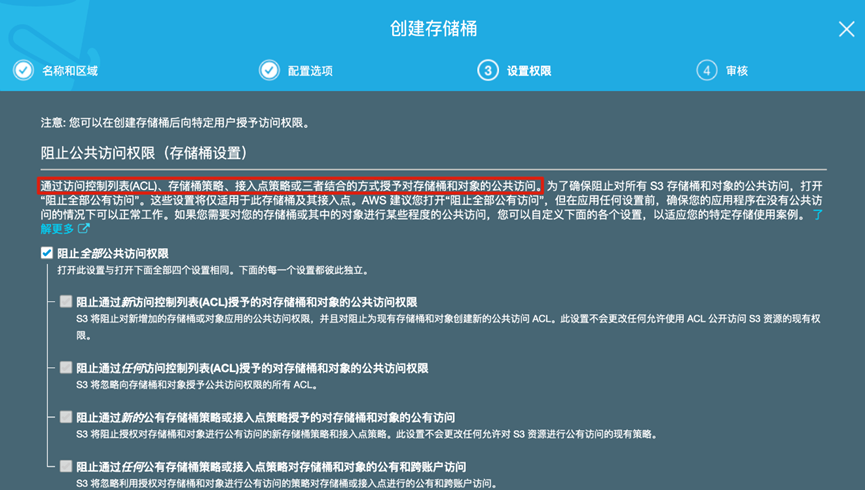 创建存储桶
名称和区域
配置选项
3 设置权限
4 审核
注意: 您可以在创建存储桶后向特定用户授予访问权限。
阻止公共访问权限（存储桶设置）
通过访问控制列表(ACL)、存储桶策略、接入点策略或三者结合的方式授予对存储桶和对象的公共访问。为了确保阻止对所有 S3 存储桶和对象的公共访问，打开
“阻止全部公有访问”。这些设置将仅适用于此存储桶及其接入点。AWS 建议您打开“阻止全部公有访问”，但在应用任何设置前，确保您的应用程序在没有公共访
问的情况下可以正常工作。如果您需要对您的存储桶或其中的对象进行某些程度的公共访问，您可以自定义下面的各个设置，以适应您的特定存储使用案例。 了
解更多
阻止全部公共访问权限
打开此设置与打开下面全部四个设置相同。下面的每一个设置都彼此独立。
阻止通过新访问控制列表(ACL)授予的对存储桶和对象的公共访问权限
S3 将阻止对新增加的存储桶或对象应用的公共访问权限，并且对阻止为现有存储桶和对象创建新的公共访问 ACL。此设置不会更改任何允许使用 ACL 公开访问 S3 资源的现有权
限。
阻止通过任何访问控制列表(ACL)授予的对存储桶和对象的公共访问权限
S3 将忽略向存储桶和对象授予公共访问权限的所有 ACL。
阻止通过新的公有存储桶策略或接入点策略授予的对存储桶和对象的公有访问
S3 将阻止授权对存储桶和对象进行公有访问的新存储桶策略和接入点策略。此设置不会更改任何允许对 S3 资源进行公有访问的现有策略。
阻止通过任何公有存储桶策略或接入点策略对存储桶和对象的公有和跨账户访问
S3 将忽略利用授权对存储桶和对象进行公有访问的策略对存储桶或接入点进行的公有和跨账户访问。